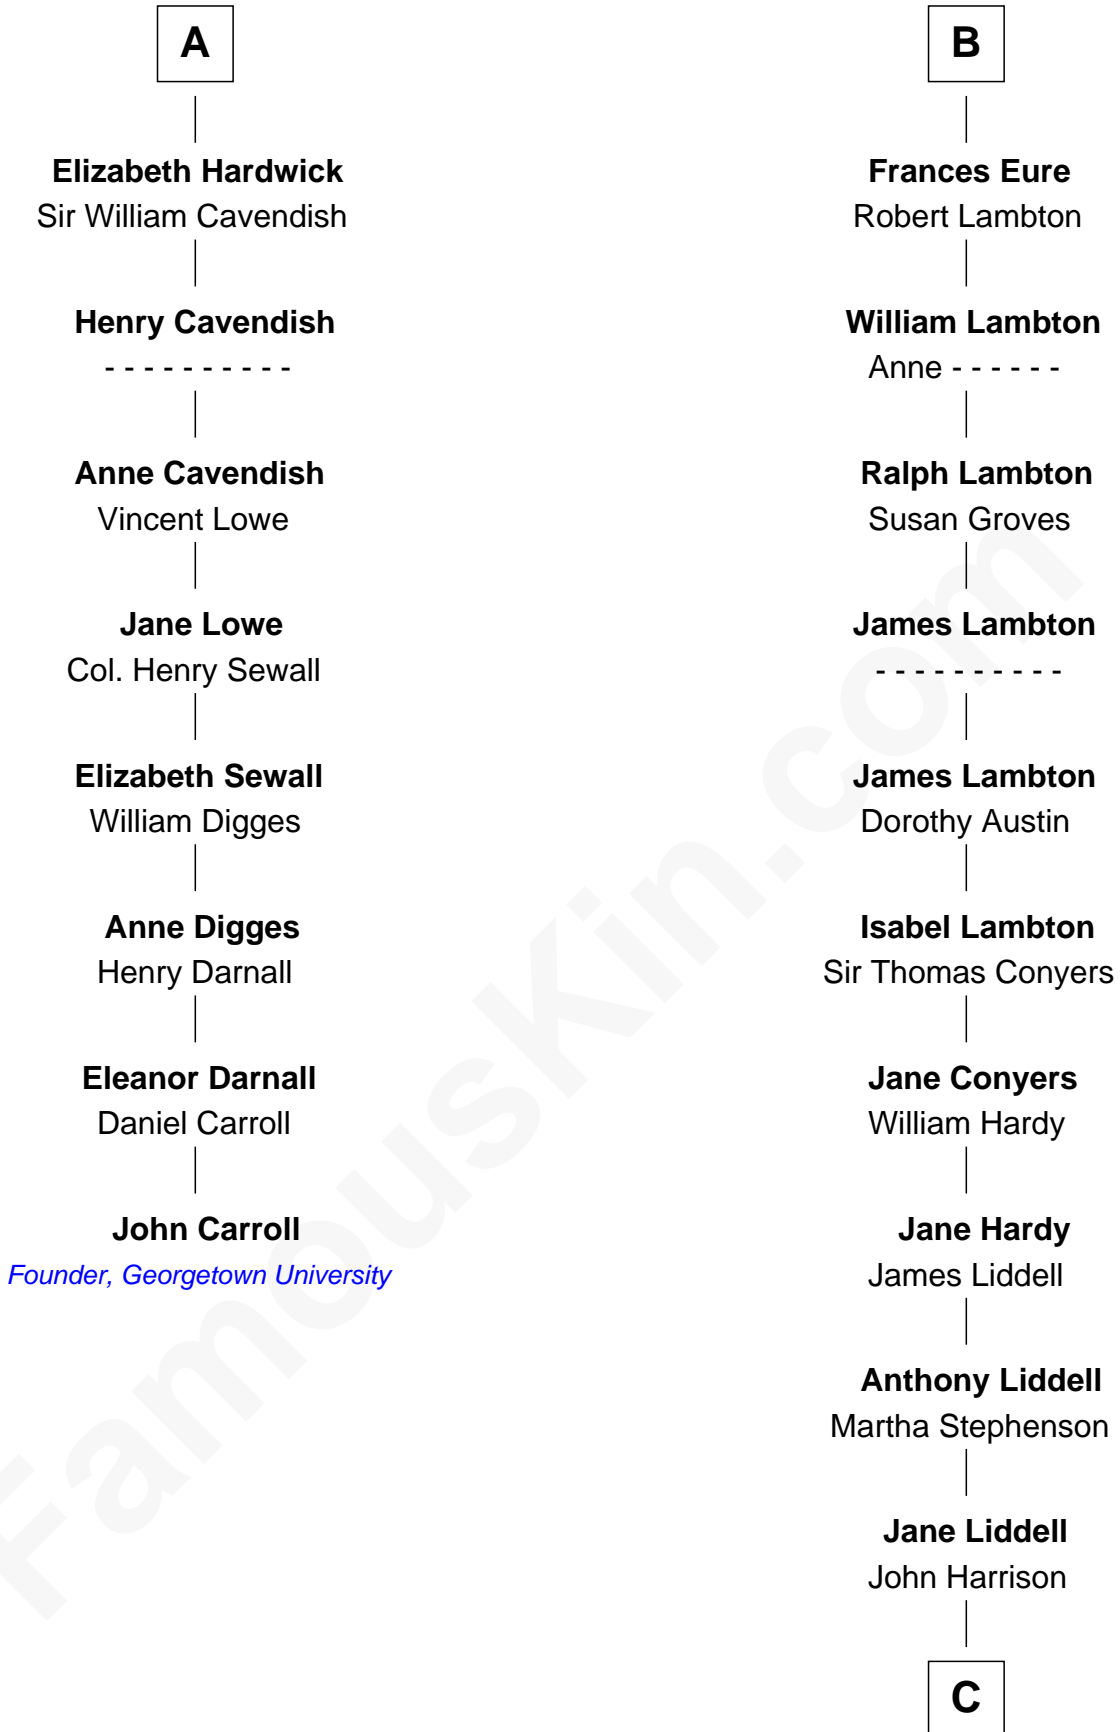 A
Elizabeth Hardwick
Sir William Cavendish
Henry Cavendish
- - - - - - - - - -
Anne Cavendish
Vincent Lowe
Jane Lowe
Col. Henry Sewall
Elizabeth Sewall
William Digges
Anne Digges
Henry Darnall
Eleanor Darnall
Daniel Carroll
John Carroll
Founder, Georgetown University
B
Frances Eure
Robert Lambton
William Lambton
Anne - - - - - -
Ralph Lambton
Susan Groves
James Lambton
- - - - - - - - - -
James Lambton
Dorothy Austin
Isabel Lambton
Sir Thomas Conyers
Jane Conyers
William Hardy
Jane Hardy
James Liddell
Anthony Liddell
Martha Stephenson
Jane Liddell
John Harrison
C
FamousKin.com